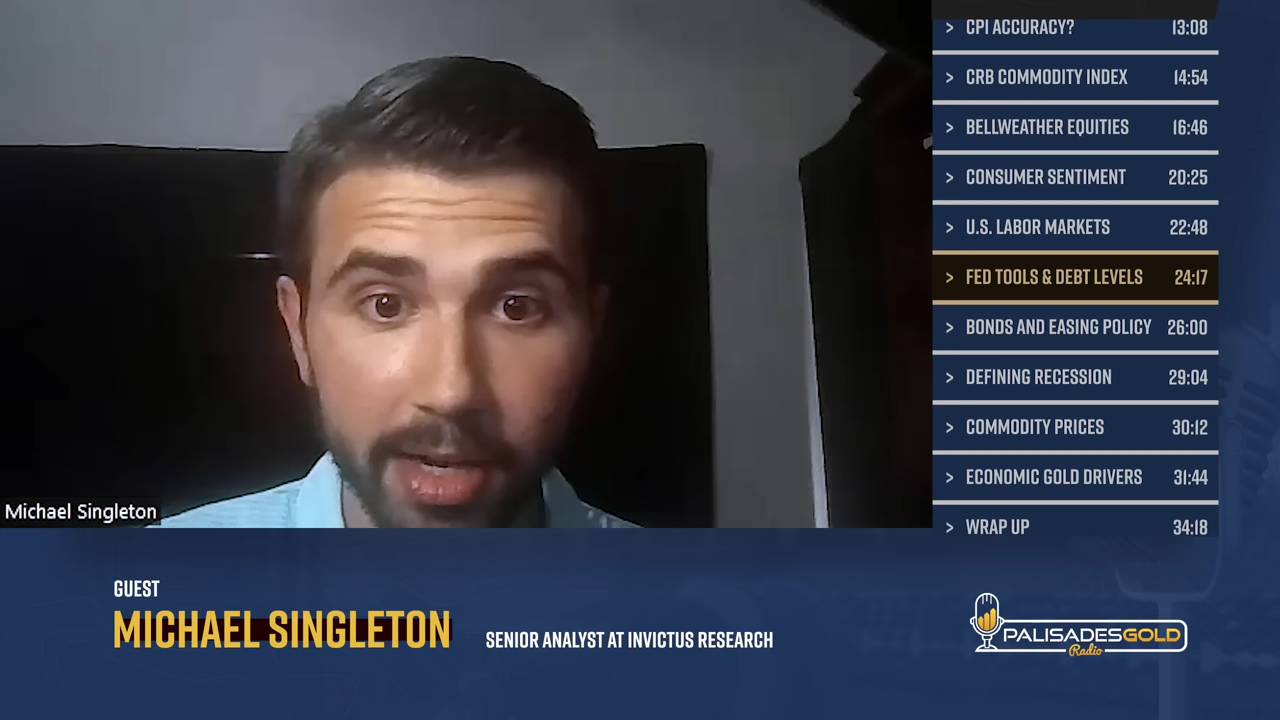 Michael Singleton
> CPI ACCURACY? 13:08
> CRB COMMODITY INDEX 14:54
> BELLWEATHER EQUITIES 16:46
> CONSUMER SENTIMENT 20:25
> U.S. LABOR MARKETS 22:48
> FED TOOLS & DEBT LEVELS 24:17
> BONDS AND EASING POLICY 26:00
> DEFINING RECESSION 29:04
> COMMODITY PRICES 30:12
> ECONOMIC GOLD DRIVERS 31:44
> WRAP UP 34:18
GUEST
MICHAEL SINGLETON
SENIOR ANALYST AT INVICTUS RESEARCH
PALISADESGOLD
Radio